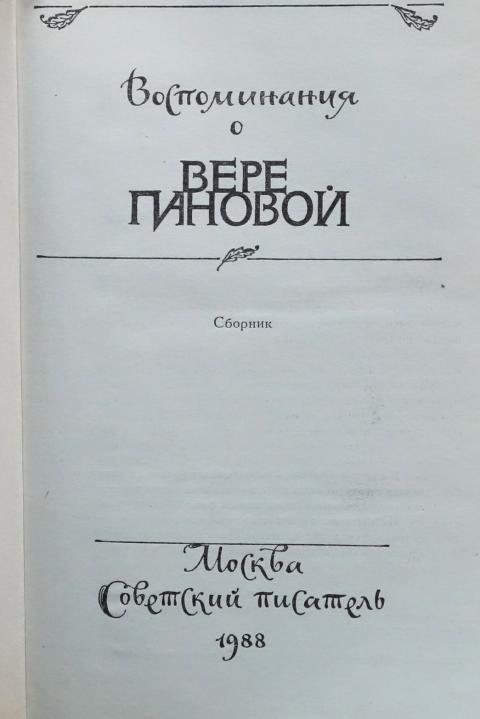 Воспоминания
о
ВЕРЕ
ПАНОВОЙ
Сборник
Москва
Советский писатель
1988